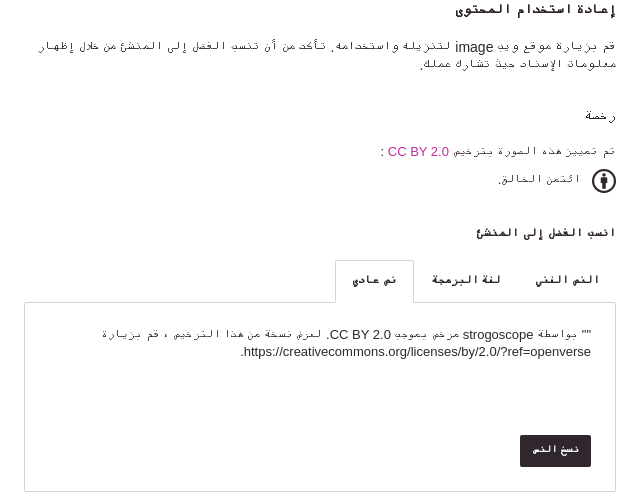 إعادة استخدام المحتوى
قم بزيارة موقع ويب image لتنزيله واستخدامه. تأكد من أن تنسب الفضل إلى المنشئ من خلال إظهار
معلومات الإسناد حيث تشارك عملك.
رخصة
تم تمييز هذه الصورة بترخيص CC BY 2.0 :
ائتمن الخالق.
انسب الفضل إلى المنشئ
النص الغني
لغة البرمجة
نص عادي
"" بواسطة strogoscope مرخص بموجب CC BY 2.0. لعرض نسخة من هذا الترخيص ، قم بزيارة
https://creativecommons.org/licenses/by/2.0/?ref=openverse.
نسخ النص